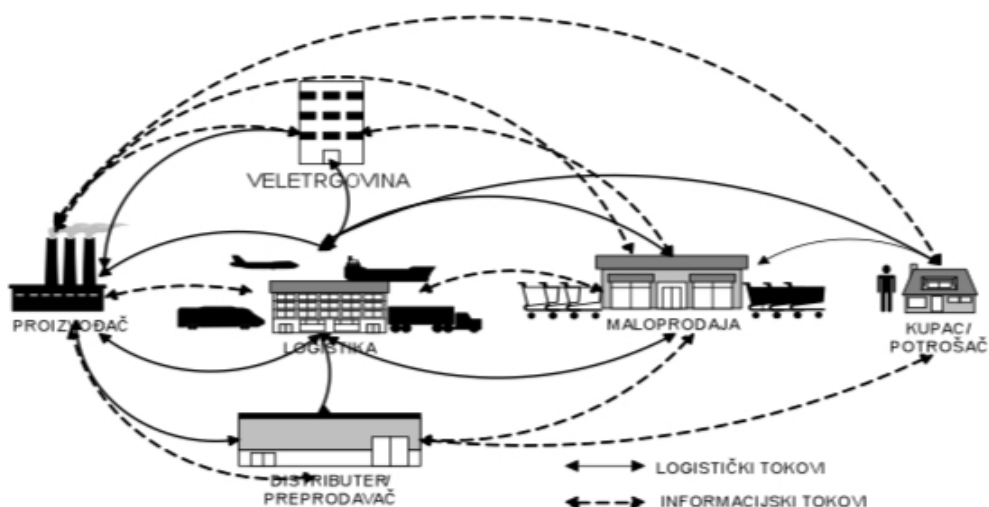 VELETRGOVINA
PROIZVOĐAČ
LOGISTIKA
MALOPRODAJA
KUPAC/
POTROŠAČ
DISTRIBUTER/
PREPRODAVAČ
LOGISTIČKI TOKOVI
INFORMACIJSKI TOKOVI